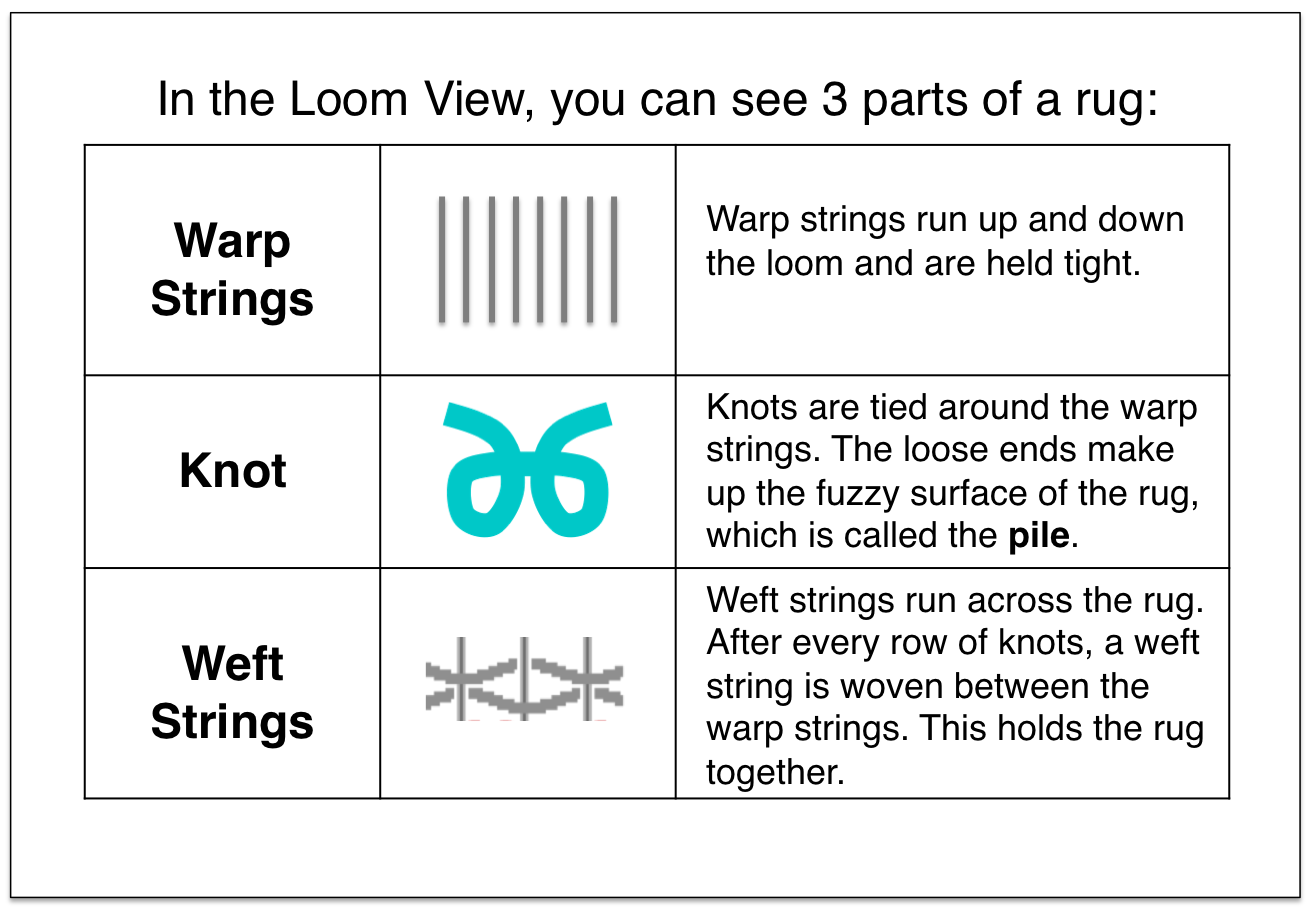 In the Loom View, you can see 3 parts of a rug:
Warp
Strings
Warp strings run up and down
the loom and are held tight.
Knot
Knots are tied around the warp
strings. The loose ends make
up the fuzzy surface of the rug,
which is called the pile.
Weft
Strings
Weft strings run across the rug.
After every row of knots, a weft
string is woven between the
warp strings. This holds the rug
together.